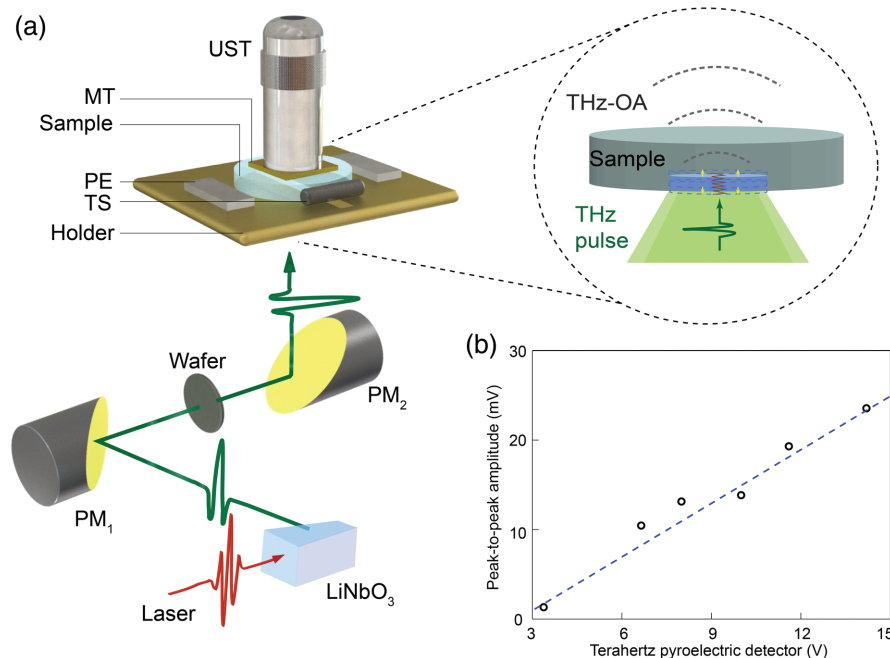 (a)
UST
MT
Sample
PE
TS
Holder
THz-OA
Sample
THz
pulse
Wafer
PM2
PM1
Laser
LiNbO3
(b)
30
20
10
0
Peak-to-peak amplitude (mV)
3
6
9
12
15
Terahertz pyroelectric detector (V)